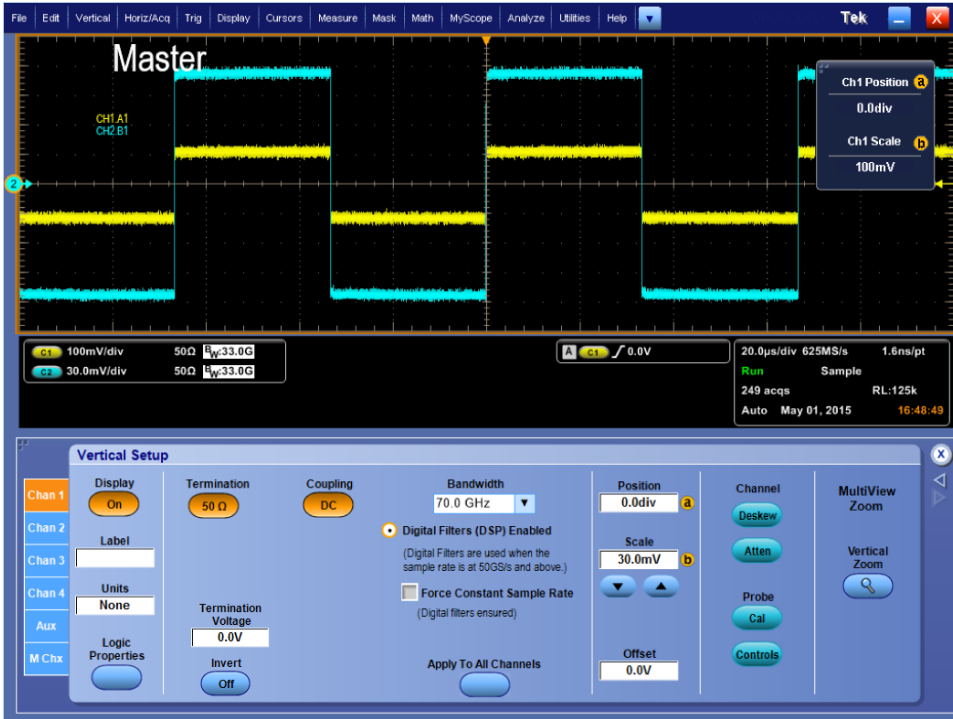 File Edit Vertical Horiz/Acq Trig Display Cursors Measure Mask Math MyScope Analyze Utilities Help Tek X
Master
CH1.A1
CH2.B1
Ch1 Position a
0.0div
Ch1 Scale b
100mV
2
C1 100mV/div 50Ω BW:33.0G
C2 30.0mV/div 50Ω BW:33.0G
A C1 0.0V
20.0µs/div 625MS/s 1.6ns/pt
Run Sample
249 acqs RL:125k
Auto May 01, 2015 16:48:49
Vertical Setup X
Chan 1
Chan 2
Chan 3
Chan 4
Aux
M Chx
Display
On
Label
Units
None
Logic
Properties
Termination
50 Ω
Termination
Voltage
0.0V
Invert
Off
Coupling
DC
Bandwidth
70.0 GHz
Digital Filters (DSP) Enabled
(Digital Filters are used when the
sample rate is at 50GS/s and above.)
Force Constant Sample Rate
(Digital filters ensured)
Apply To All Channels
Position
0.0div a
Scale
30.0mV b
Offset
0.0V
Channel
Deskew
Atten
Probe
Cal
Controls
MultiView
Zoom
Vertical
Zoom